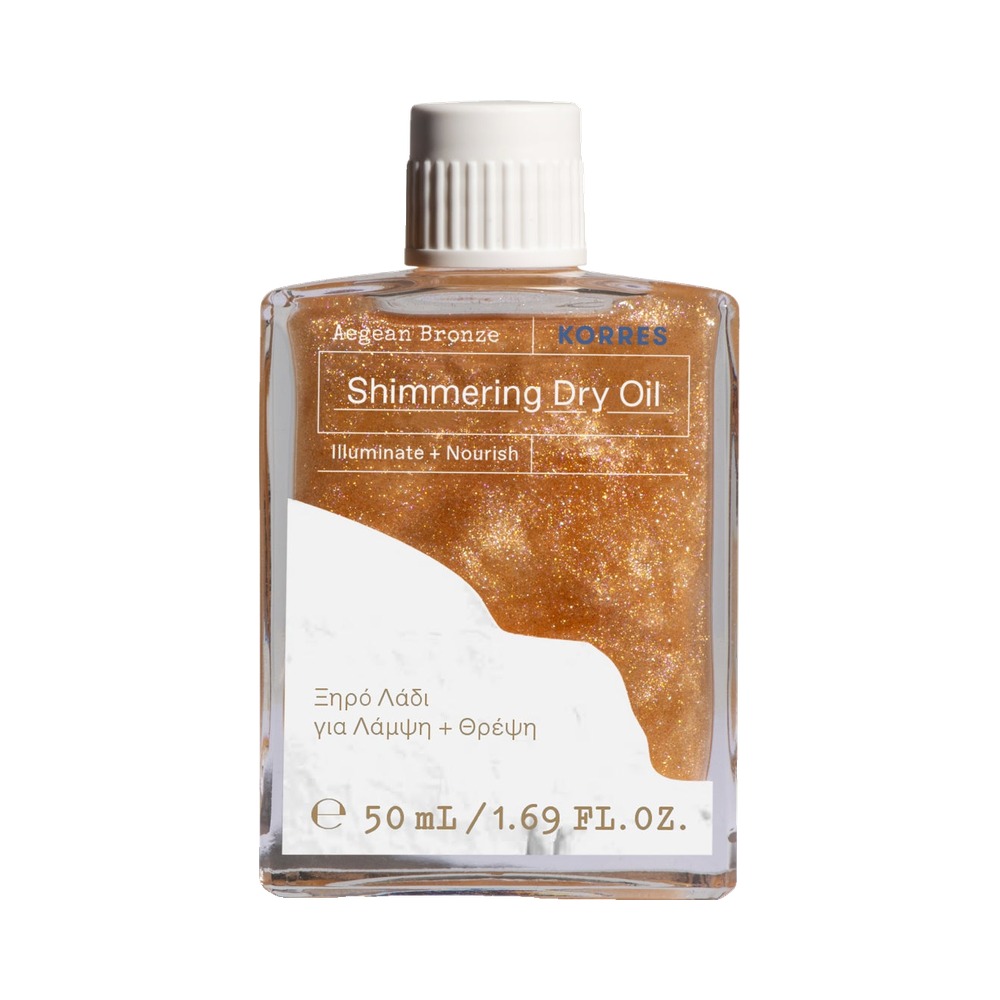 Aegean Bronze KORRES
Shimmering Dry Oil
Illuminate + Nourish
Ξηρό Λάδι
για Λάμψη + Θρέψη
℮ 50 mL / 1.69 FL. OZ.